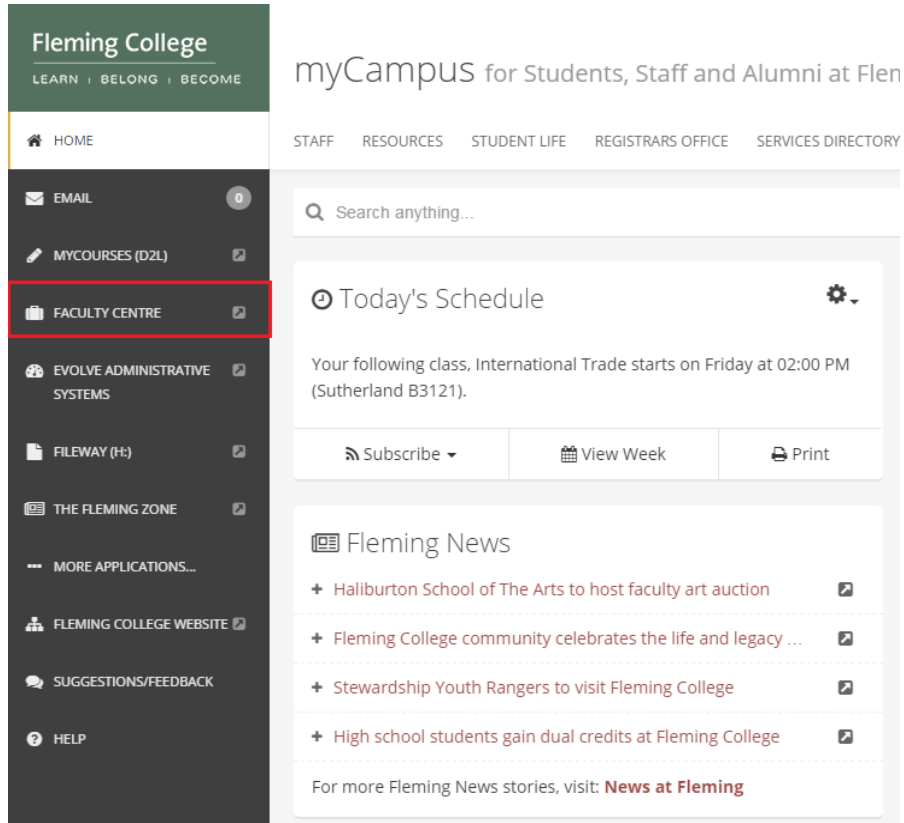 Fleming College
LEARN | BELONG | BECOME
HOME
EMAIL 0
MYCOURSES (D2L)
FACULTY CENTRE
EVOLVE ADMINISTRATIVE
SYSTEMS
FILEWAY (H:)
THE FLEMING ZONE
MORE APPLICATIONS...
FLEMING COLLEGE WEBSITE
SUGGESTIONS/FEEDBACK
HELP
myCampus for Students, Staff and Alumni at Flem
STAFF RESOURCES STUDENT LIFE REGISTRARS OFFICE SERVICES DIRECTORY
Search anything...
Today's Schedule
Your following class, International Trade starts on Friday at 02:00 PM
(Sutherland B3121).
Subscribe View Week Print
Fleming News
+ Haliburton School of The Arts to host faculty art auction
+ Fleming College community celebrates the life and legacy ...
+ Stewardship Youth Rangers to visit Fleming College
+ High school students gain dual credits at Fleming College
For more Fleming News stories, visit: News at Fleming